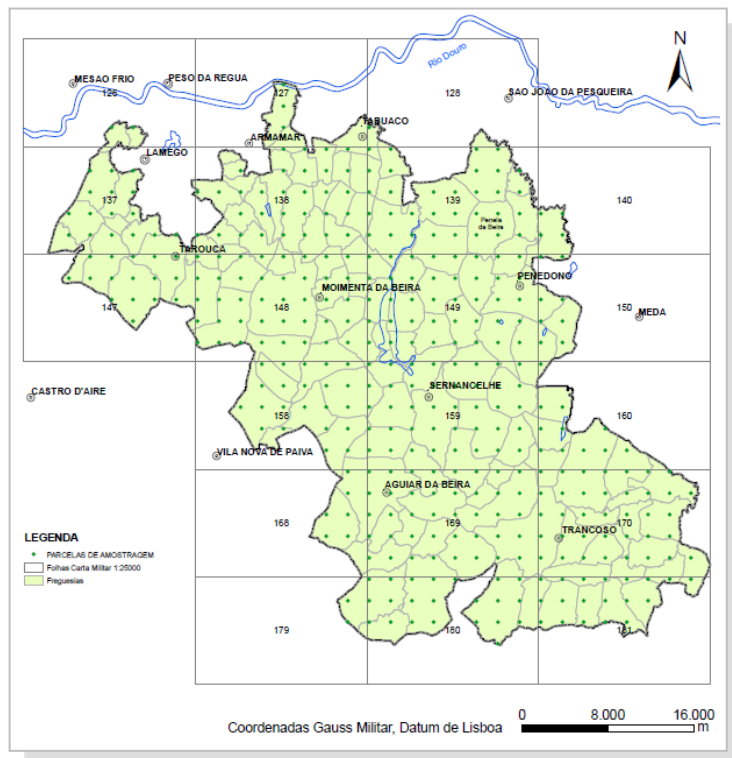 N
Rio Douro
MESAO FRIO
PESO DA REGUA
126
127
128
SAO JOAO DA PESQUEIRA
TABUACO
ARMAMAR
LAMEGO
137
138
139
140
Penela
da Beira
TAROUCA
PENEDONO
MOIMENTA DA BEIRA
147
148
149
150
MEDA
SERNANCELHE
CASTRO D'AIRE
158
159
160
VILA NOVA DE PAIVA
AGUIAR DA BEIRA
168
169
170
TRANCOSO
LEGENDA
PARCELAS DE AMOSTRAGEM
Folhas Carta Militar 1:25000
Freguesias
179
180
181
Coordenadas Gauss Militar, Datum de Lisboa
0 8.000 16.000
m